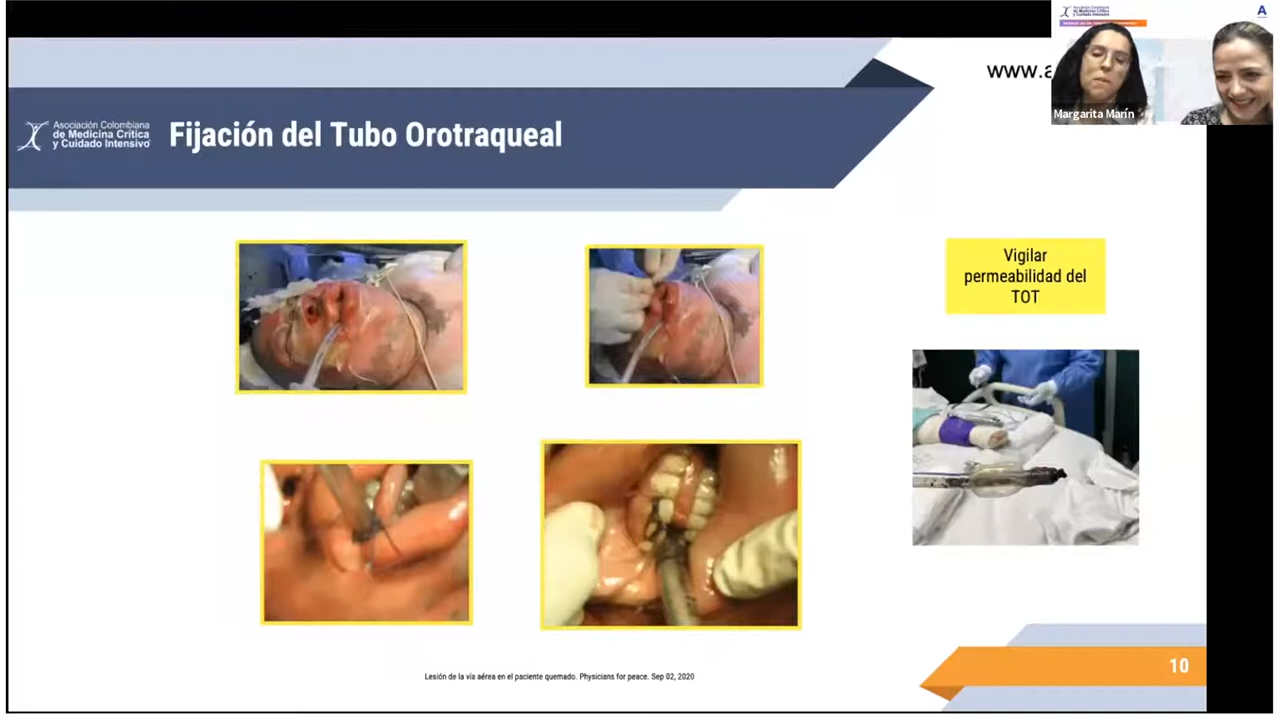 A
www.a
Margarita Marín
Asociación Colombiana
de Medicina Crítica
y Cuidado Intensivo
Fijación del Tubo Orotraqueal
Vigilar
permeabilidad del
TOT
Lesión de la vía aérea en el paciente quemado. Physicians for peace. Sep 02, 2020
10